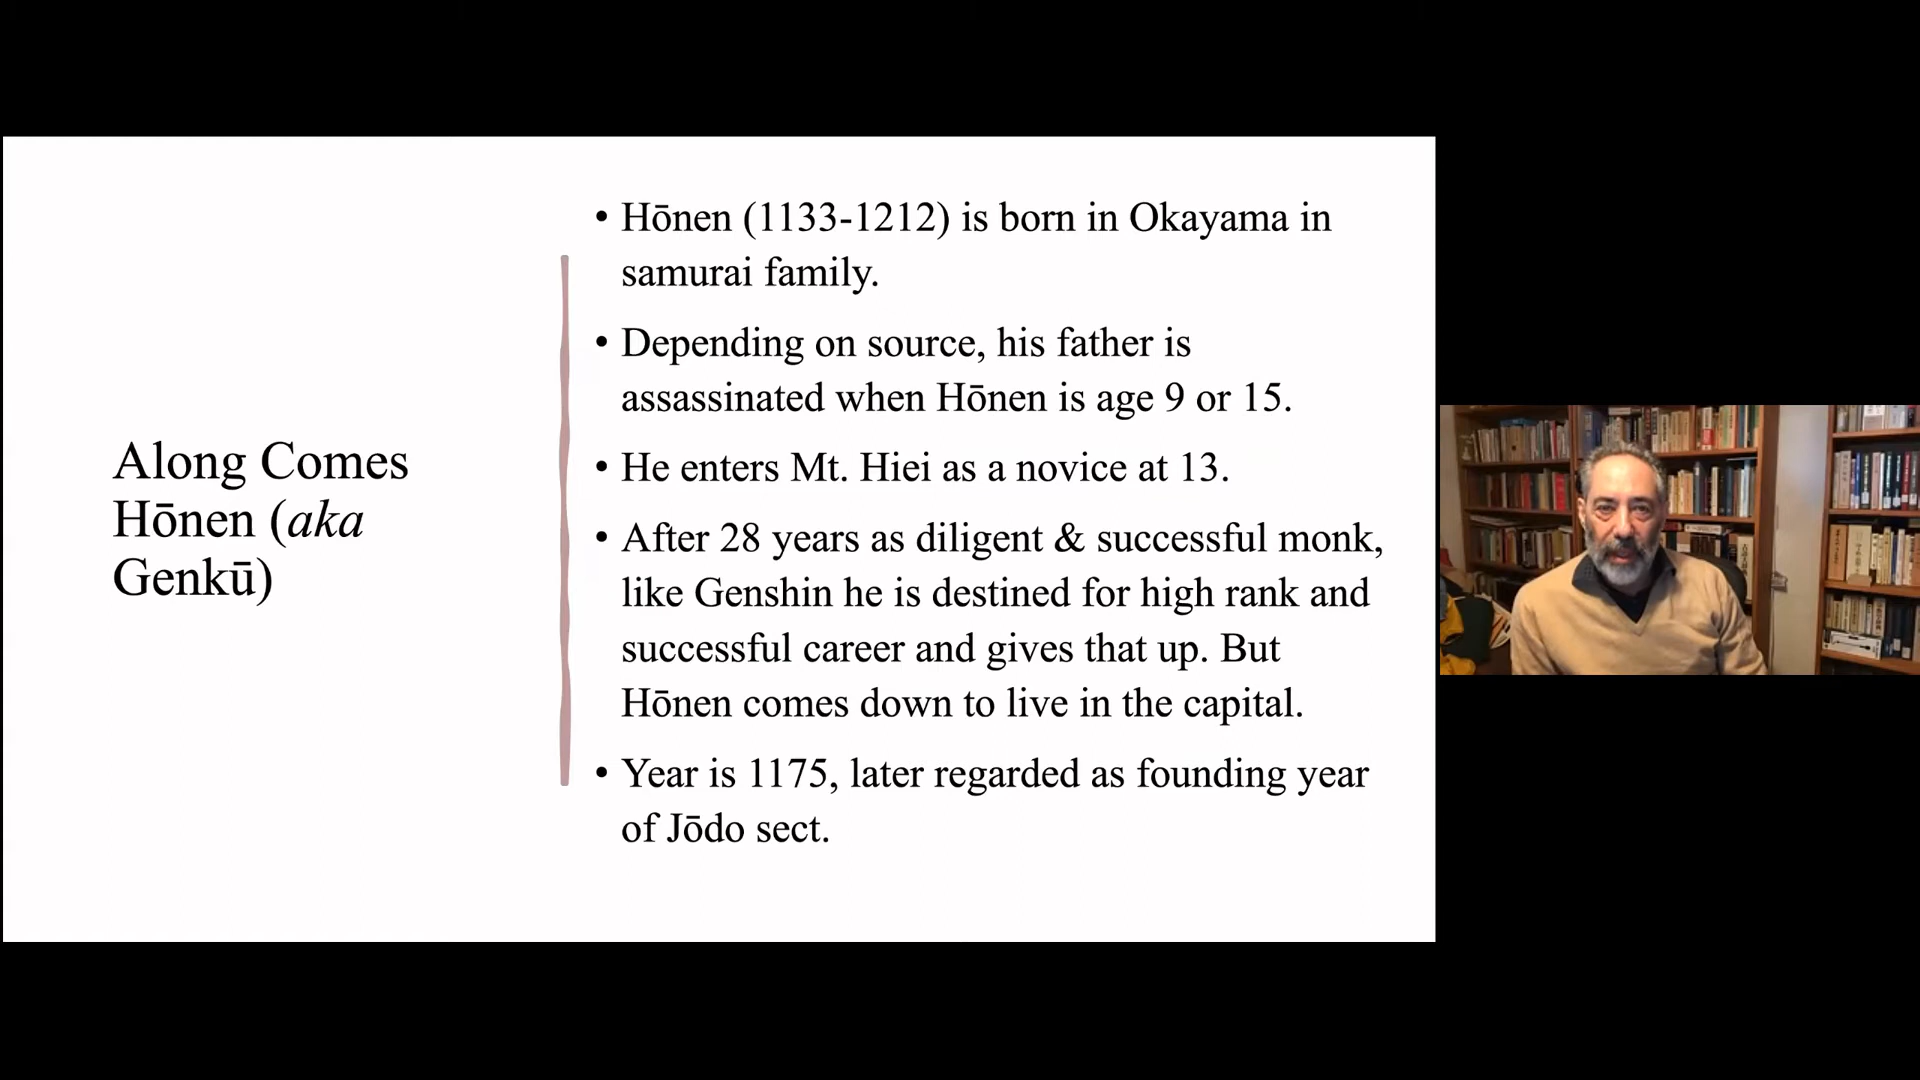 Along Comes
Hōnen (aka
Genkū)
• Hōnen (1133-1212) is born in Okayama in
samurai family.
• Depending on source, his father is
assassinated when Hōnen is age 9 or 15.
• He enters Mt. Hiei as a novice at 13.
• After 28 years as diligent & successful monk,
like Genshin he is destined for high rank and
successful career and gives that up. But
Hōnen comes down to live in the capital.
• Year is 1175, later regarded as founding year
of Jōdo sect.